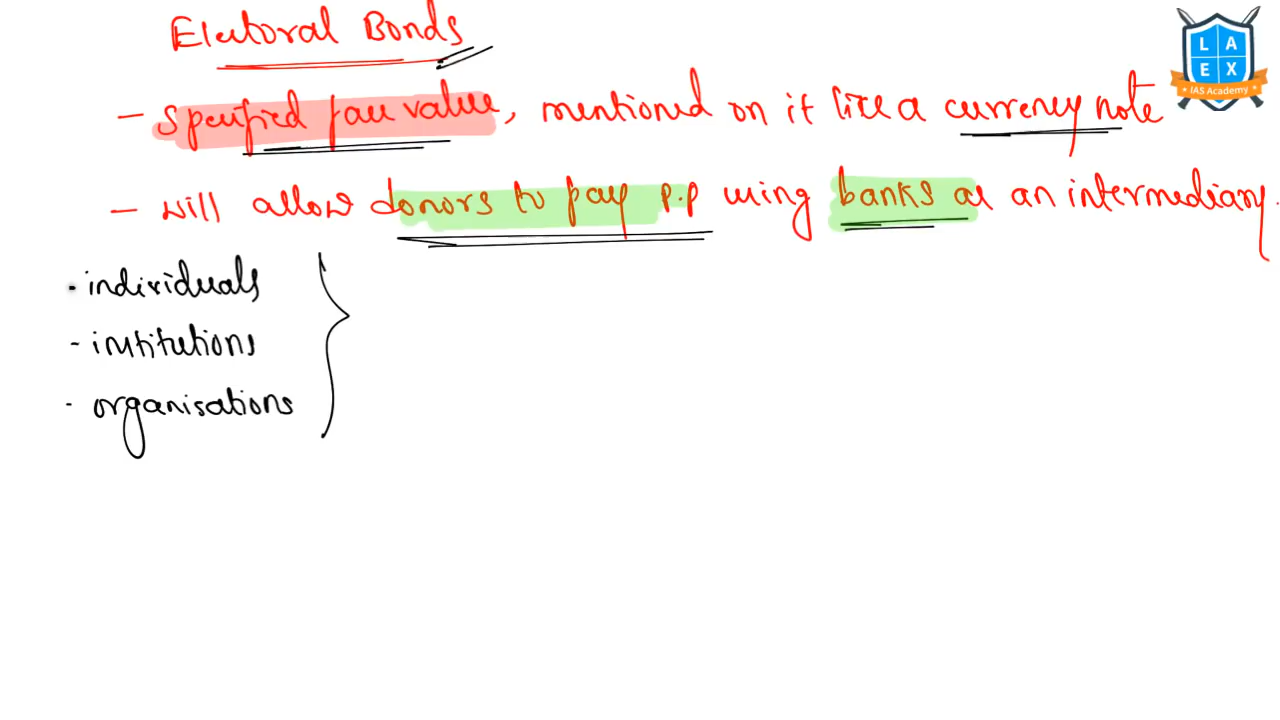 Electoral Bonds
- specified face value, mentioned on it like a currency note
- will allow donors to pay p.p using banks as an intermediary.
· individuals
- institutions
- organisations
L A
E X
IAS Academy